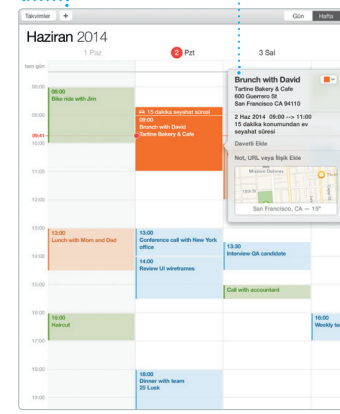 Takvimler +
Gün Hafta
Haziran 2014
1 Paz
2 Pzt
3 Sal
tüm gün
08:00
09:00
09:41
10:00
11:00
12:00
13:00
14:00
15:00
16:00
17:00
18:00
19:00
08:00
Bike ride with Jim
13:00
Lunch with Mom and Dad
16:00
Haircut
15 dakika seyahat süresi
09:00
Brunch with David
Tartine Bakery & Cafe
13:00
Conference call with New York
office
14:00
Review UI wireframes
18:00
Dinner with team
25 Lusk
13:30
Interview QA candidate
Call with accountant
16:00
Weekly te
Brunch with David
Tartine Bakery & Cafe
600 Guerrero St
San Francisco CA 94110
2 Haz 2014 09:00 --> 11:00
15 dakika konumundan ev
seyahat süresi
Davetli Ekle
Not, URL veya İlişik Ekle
Mission Dolores
18th St
San Francisco, CA — 15°